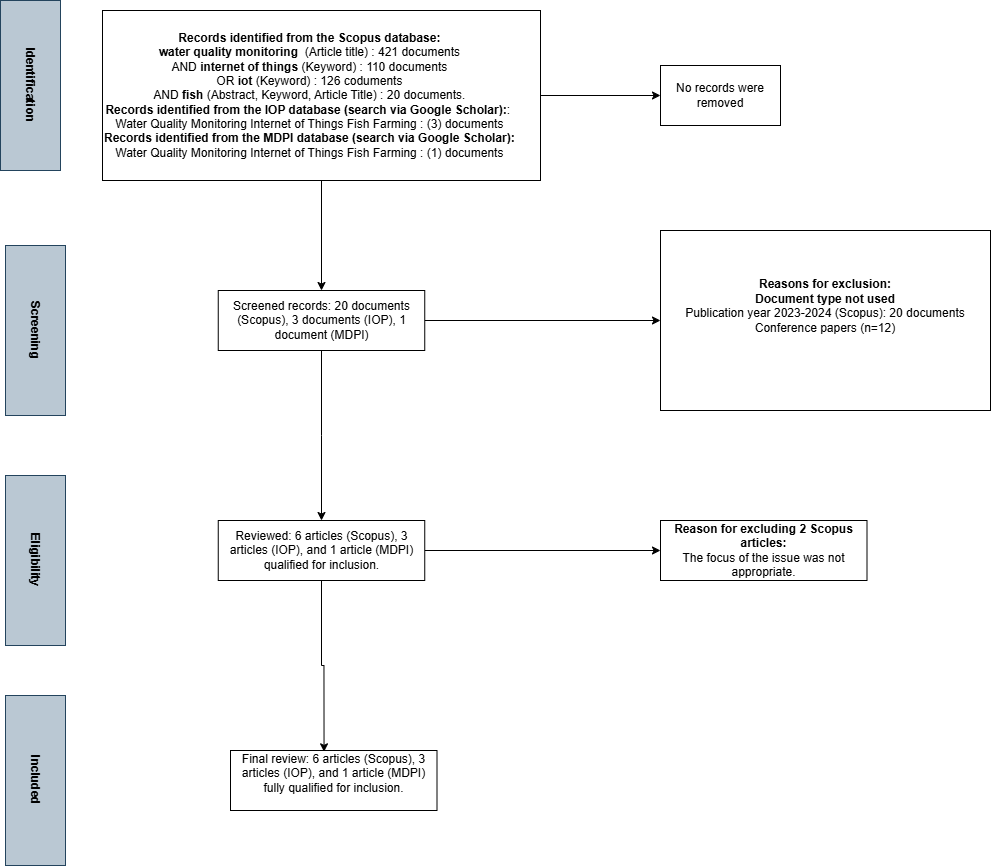 Identification
Records identified from the Scopus database:
water quality monitoring (Article title) : 421 documents
AND internet of things (Keyword) : 110 documents
OR iot (Keyword) : 126 coduments
AND fish (Abstract, Keyword, Article Title) : 20 documents.
Records identified from the IOP database (search via Google Scholar)::
Water Quality Monitoring Internet of Things Fish Farming : (3) documents
Records identified from the MDPI database (search via Google Scholar):
Water Quality Monitoring Internet of Things Fish Farming : (1) documents
No records were
removed
Screening
Screened records: 20 documents
(Scopus), 3 documents (IOP), 1
document (MDPI)
Reasons for exclusion:
Document type not used
Publication year 2023-2024 (Scopus): 20 documents
Conference papers (n=12)
Eligibility
Reviewed: 6 articles (Scopus), 3
articles (IOP), and 1 article (MDPI)
qualified for inclusion.
Reason for excluding 2 Scopus
articles:
The focus of the issue was not
appropriate.
Included
Final review: 6 articles (Scopus), 3
articles (IOP), and 1 article (MDPI)
fully qualified for inclusion.